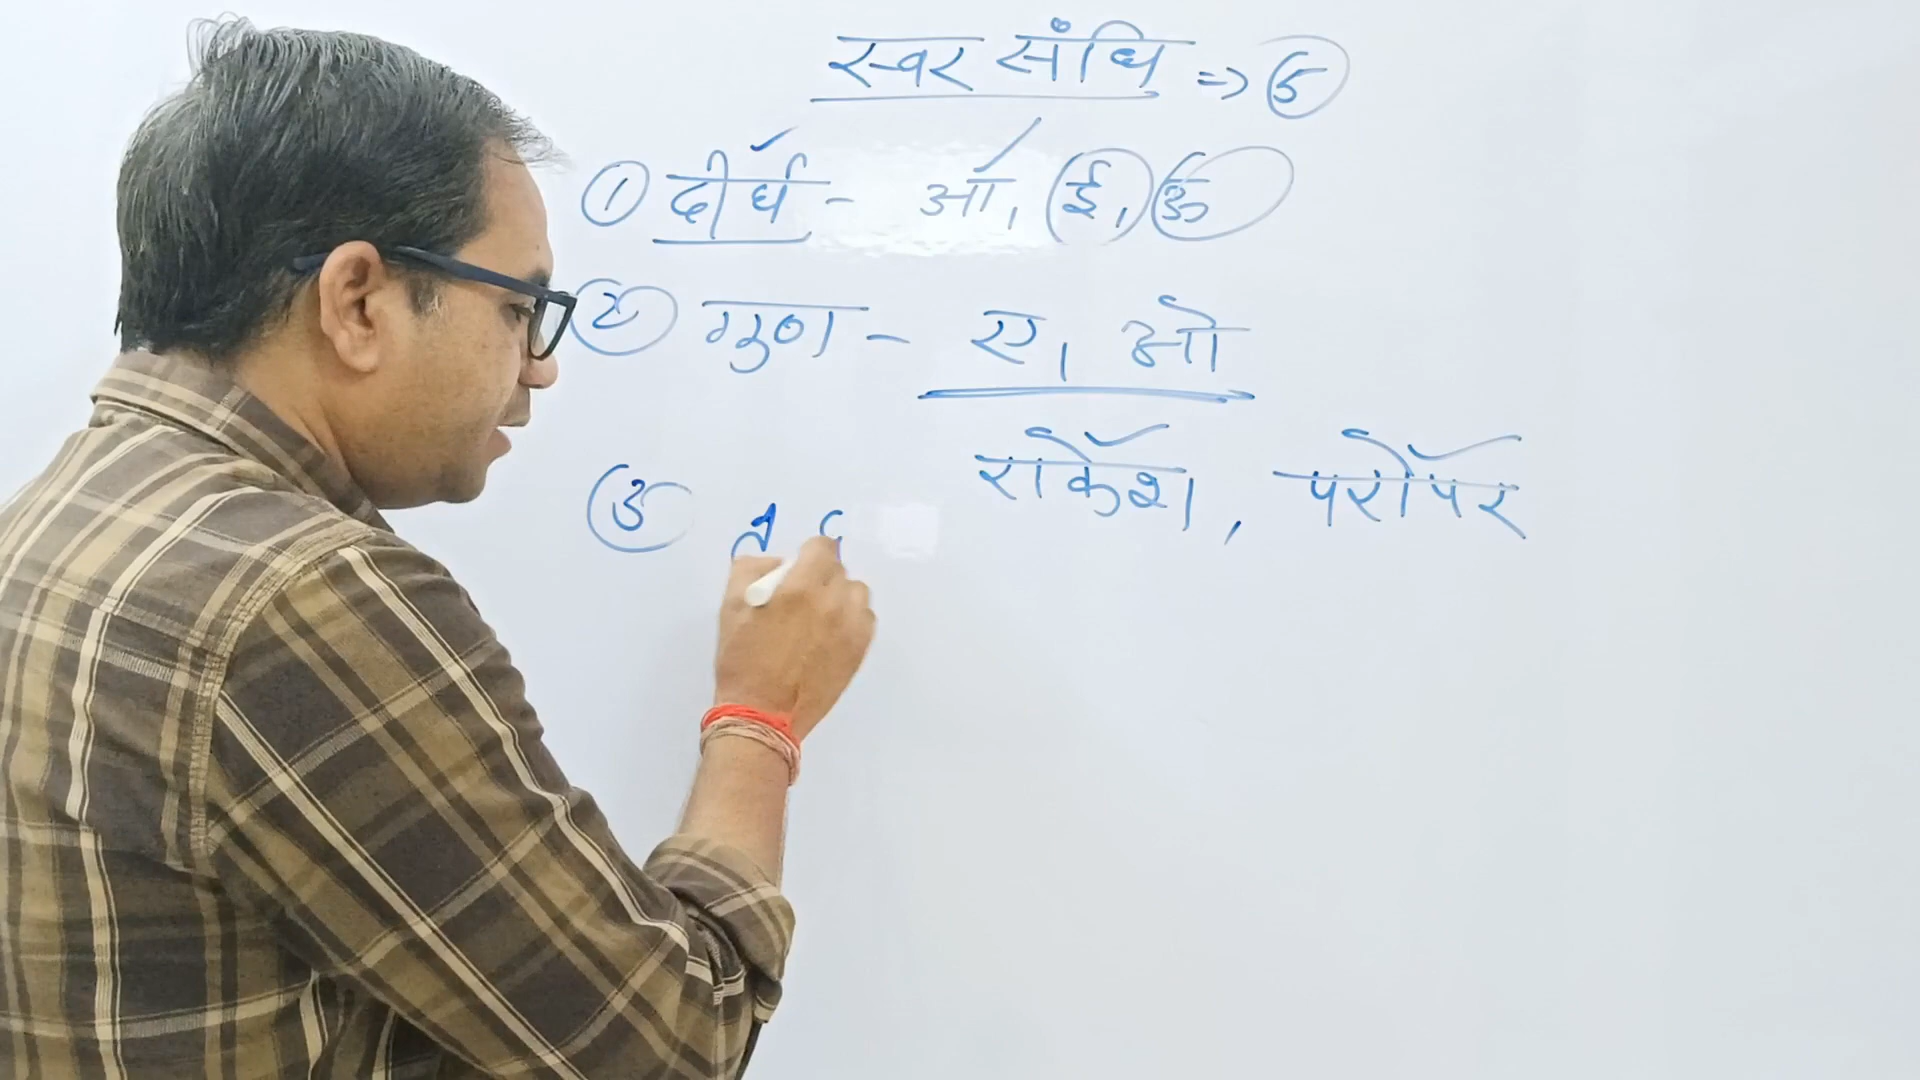 स्वर संधि => ⑤
① दीर्घ - आ, ई, ऊ
② गुण - ए, ओ
राकेश, परोपर
③